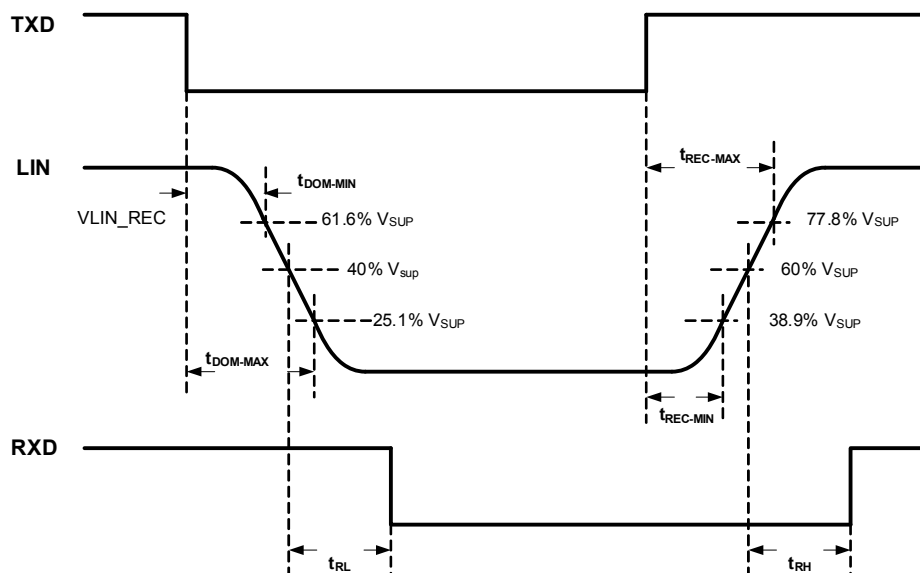 TXD
LIN
tREC-MAX
tDOM-MIN
VLIN_REC
61.6% VSUP
77.8% VSUP
40% Vsup
60% VSUP
25.1% VSUP
38.9% VSUP
tDOM-MAX
tREC-MIN
RXD
tRL
tRH